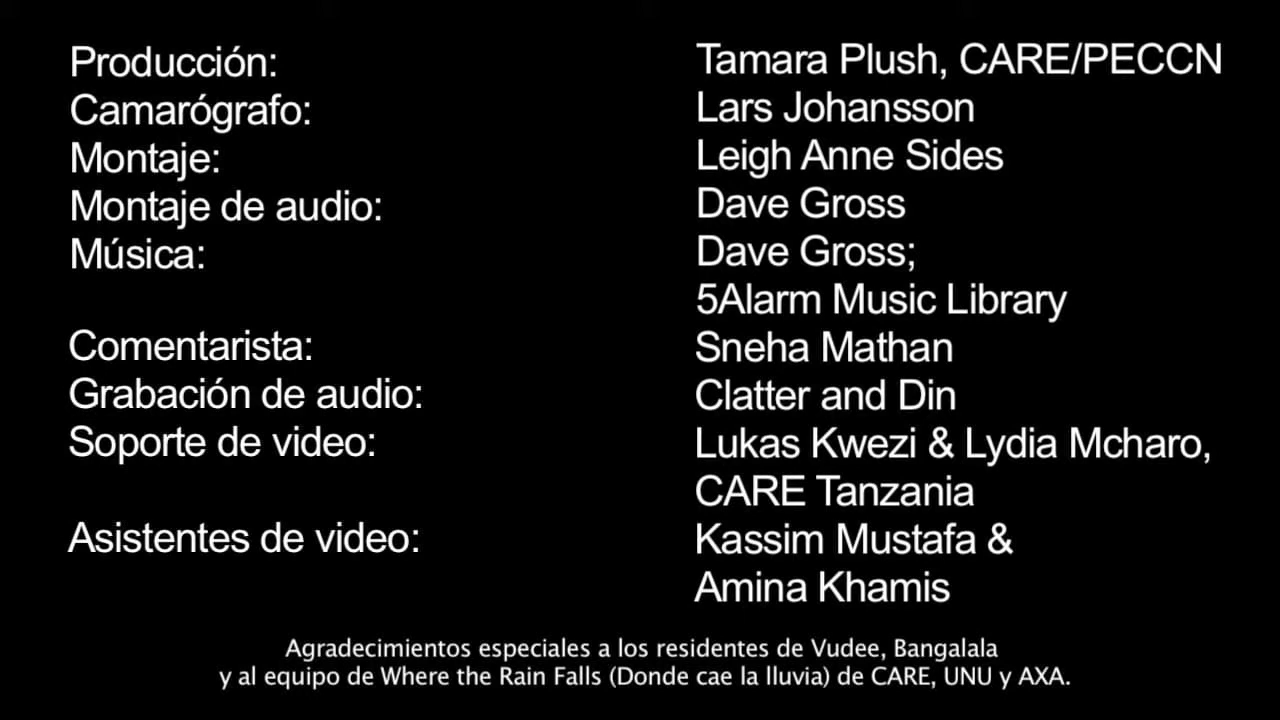 Producción: Tamara Plush, CARE/PECCN
Camarógrafo: Lars Johansson
Montaje: Leigh Anne Sides
Montaje de audio: Dave Gross
Música: Dave Gross;
5Alarm Music Library
Comentarista: Sneha Mathan
Grabación de audio: Clatter and Din
Soporte de video: Lukas Kwezi & Lydia Mcharo,
CARE Tanzania
Asistentes de video: Kassim Mustafa &
Amina Khamis
Agradecimientos especiales a los residentes de Vudee, Bangalala
y al equipo de Where the Rain Falls (Donde cae la lluvia) de CARE, UNU y AXA.